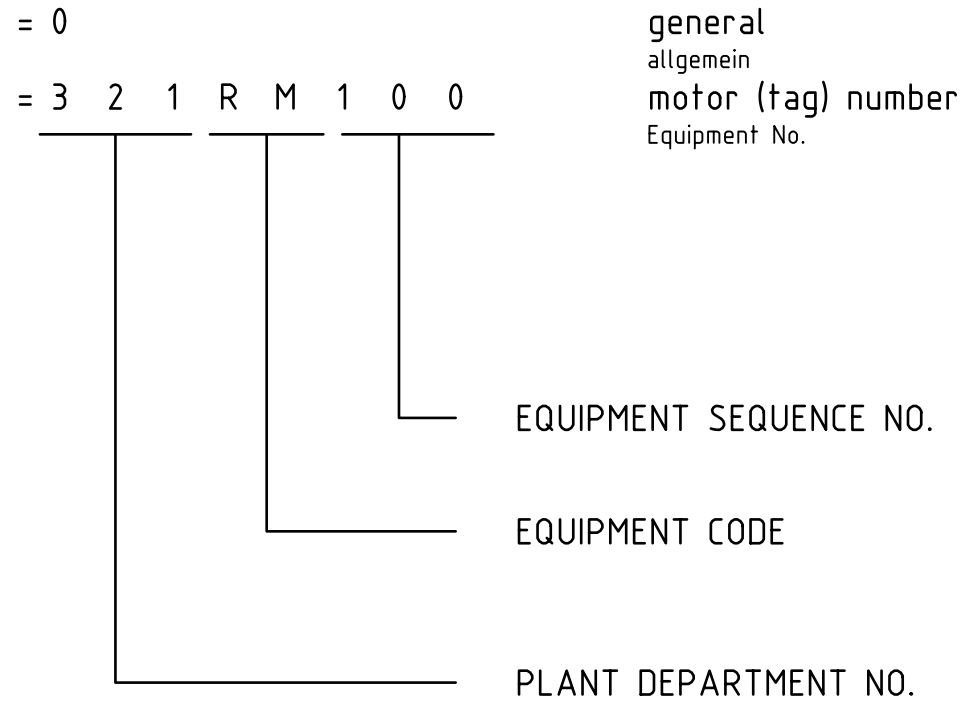 = 0 general
allgemein
= 3 2 1 R M 1 0 0 motor (tag) number
Equipment No.
EQUIPMENT SEQUENCE NO.
EQUIPMENT CODE
PLANT DEPARTMENT NO.